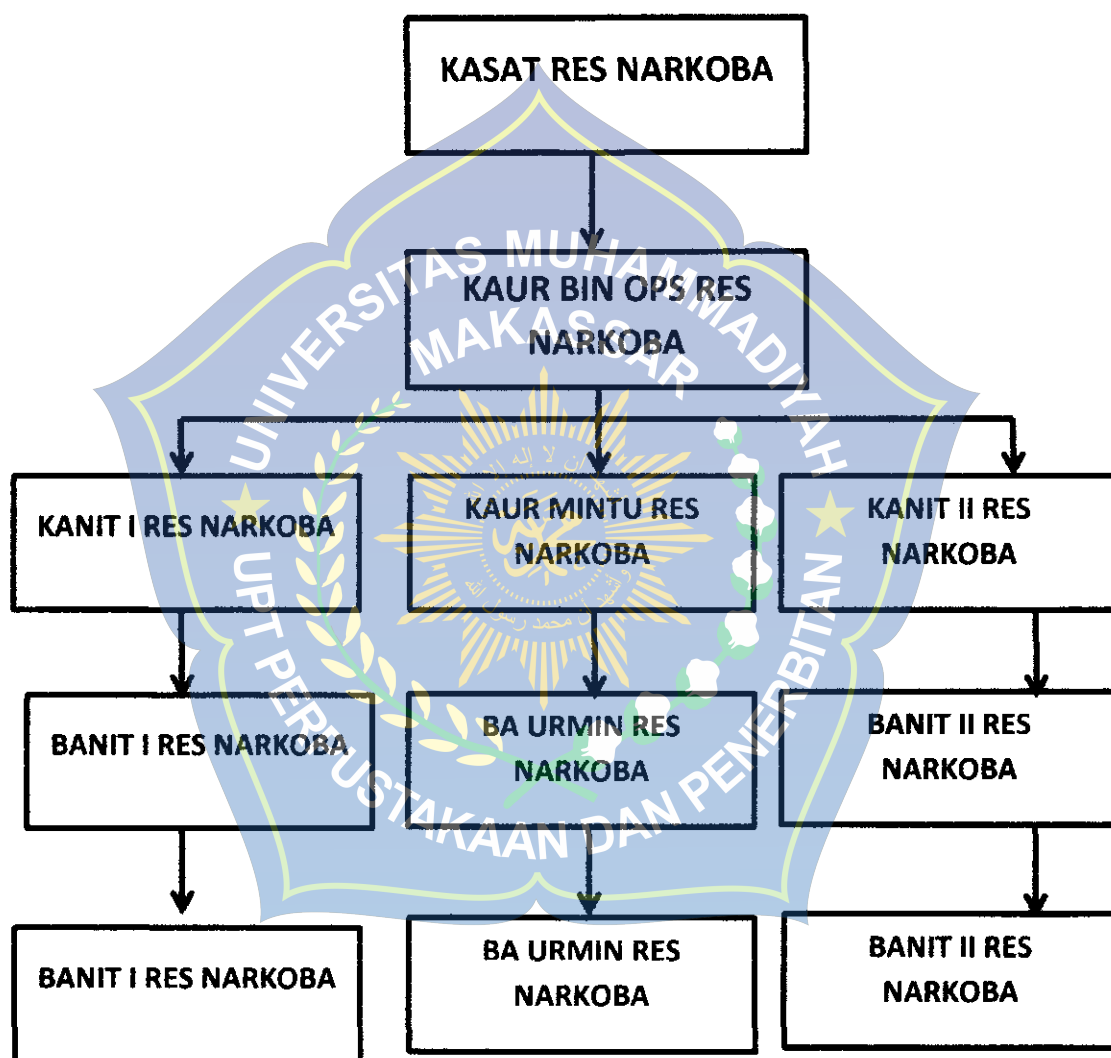 KASAT RES NARKOBA
KAUR BIN OPS RES
NARKOBA
KANIT I RES NARKOBA
KAUR MINTU RES
NARKOBA
KANIT II RES
NARKOBA
BANIT I RES NARKOBA
BA URMIN RES
NARKOBA
BANIT II RES
NARKOBA
BANIT I RES NARKOBA
BA URMIN RES
NARKOBA
BANIT II RES
NARKOBA
UNIVERSITAS MUHAMMADIYAH
MAKASSAR
UPT PERPUSTAKAAN DAN PENERBITAN
محمد